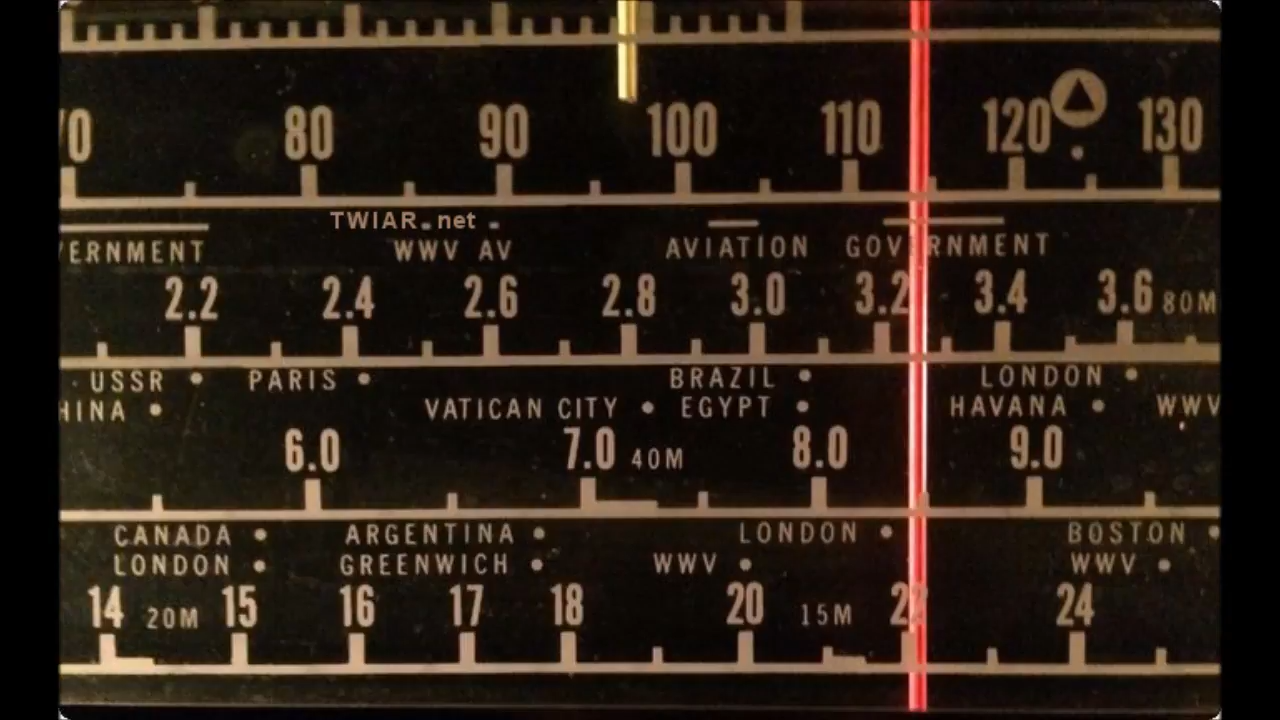 70 80 90 100 110 120 130
TWIAR.net
ERNMENT WWV AV AVIATION GOVERNMENT
2.2 2.4 2.6 2.8 3.0 3.2 3.4 3.6 80M
USSR PARIS BRAZIL LONDON
HINA VATICAN CITY EGYPT HAVANA WWV
6.0 7.0 40M 8.0 9.0
CANADA ARGENTINA LONDON BOSTON
LONDON GREENWICH WWV WWV
14 20M 15 16 17 18 20 15M 22 24